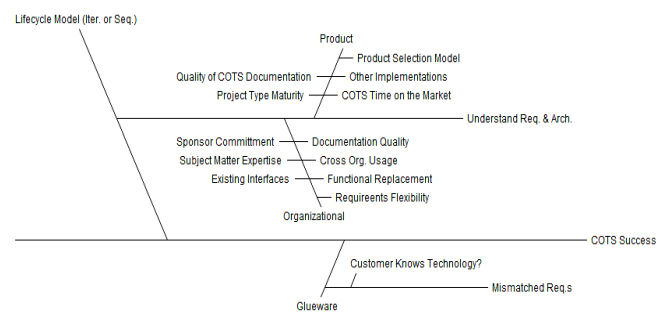 Lifecycle Model (Iter. or Seq.)
Product
Product Selection Model
Quality of COTS Documentation
Other Implementations
Project Type Maturity
COTS Time on the Market
Understand Req. & Arch.
Sponsor Committment
Documentation Quality
Subject Matter Expertise
Cross Org. Usage
Existing Interfaces
Functional Replacement
Requireents Flexibility
Organizational
COTS Success
Customer Knows Technology?
Mismatched Req.s
Glueware